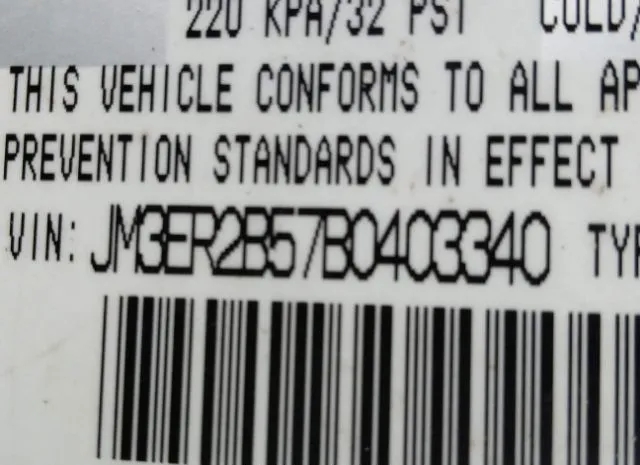 220 KPA/32 PSI COLD/
THIS VEHICLE CONFORMS TO ALL AP
PREVENTION STANDARDS IN EFFECT
VIN: JM3ER2B57B0403340 TYP